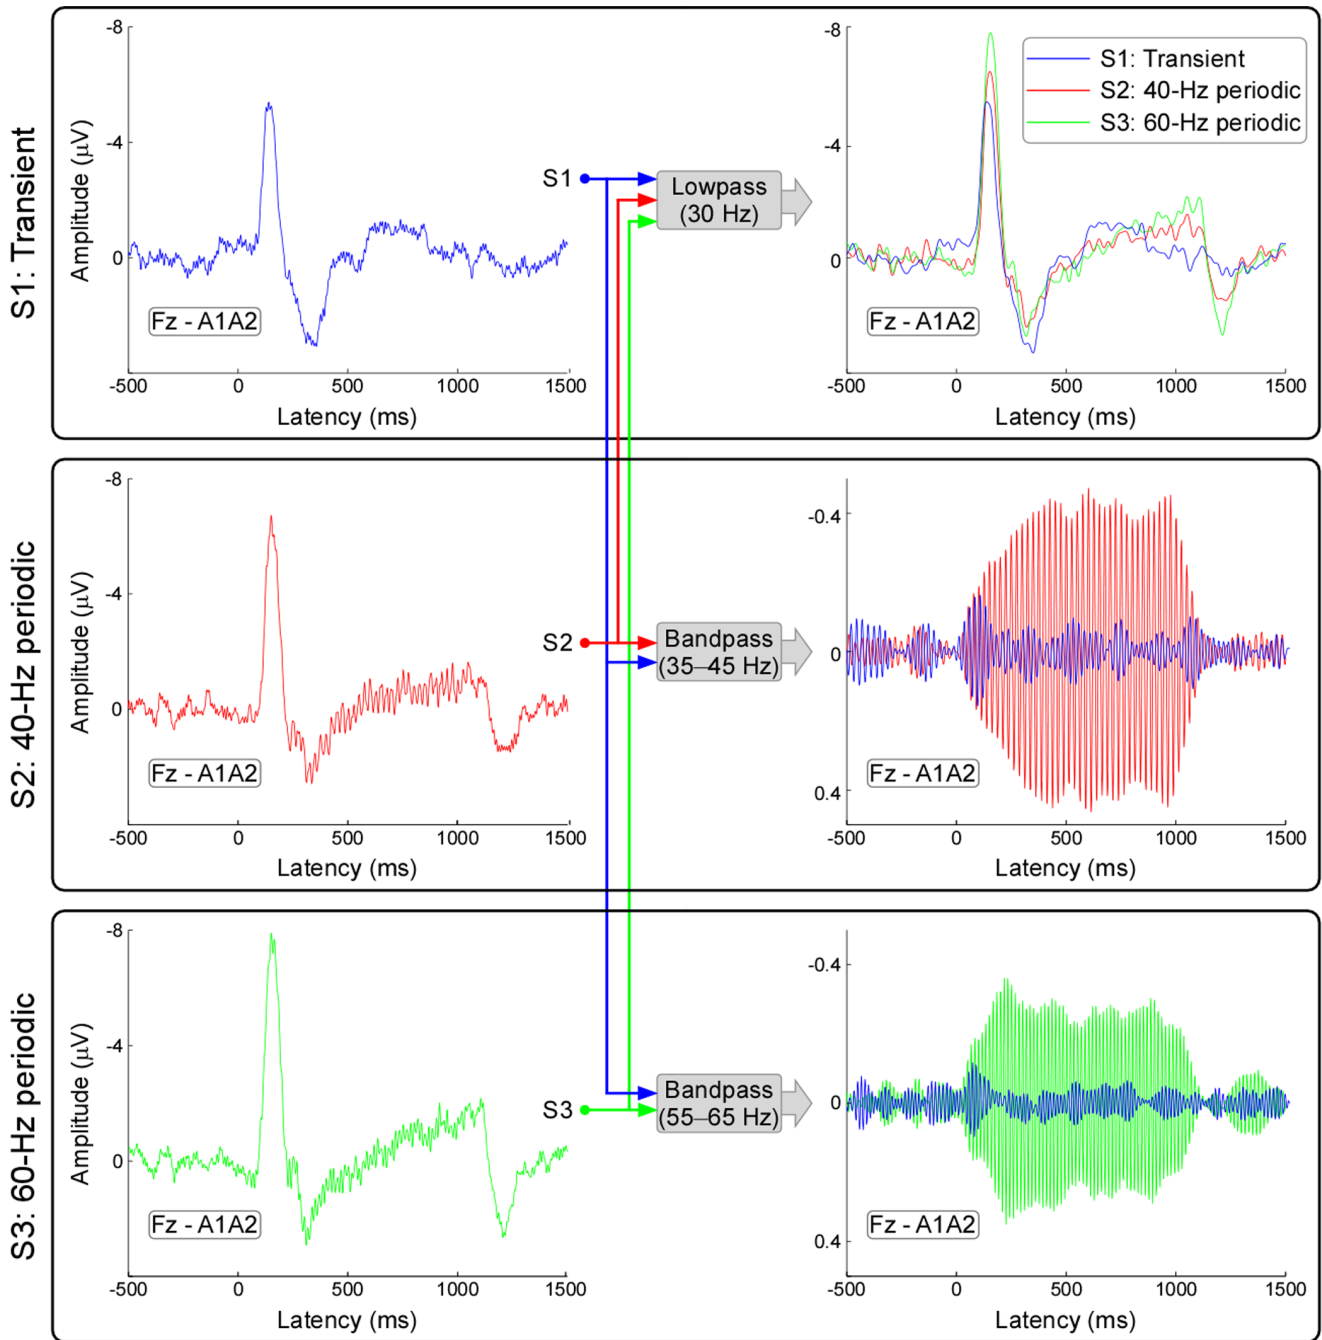 S1: Transient
Amplitude (μV)
-8
-4
0
Fz - A1A2
-500
0
500
1000
1500
Latency (ms)
S1
Lowpass
(30 Hz)
-8
-4
0
S1: Transient
S2: 40-Hz periodic
S3: 60-Hz periodic
Fz - A1A2
-500
0
500
1000
1500
Latency (ms)
S2: 40-Hz periodic
Amplitude (μV)
-8
-4
0
Fz - A1A2
-500
0
500
1000
1500
Latency (ms)
S2
Bandpass
(35–45 Hz)
-0.4
0
0.4
Fz - A1A2
-500
0
500
1000
1500
Latency (ms)
S3: 60-Hz periodic
Amplitude (μV)
-8
-4
0
Fz - A1A2
-500
0
500
1000
1500
Latency (ms)
S3
Bandpass
(55–65 Hz)
-0.4
0
0.4
Fz - A1A2
-500
0
500
1000
1500
Latency (ms)